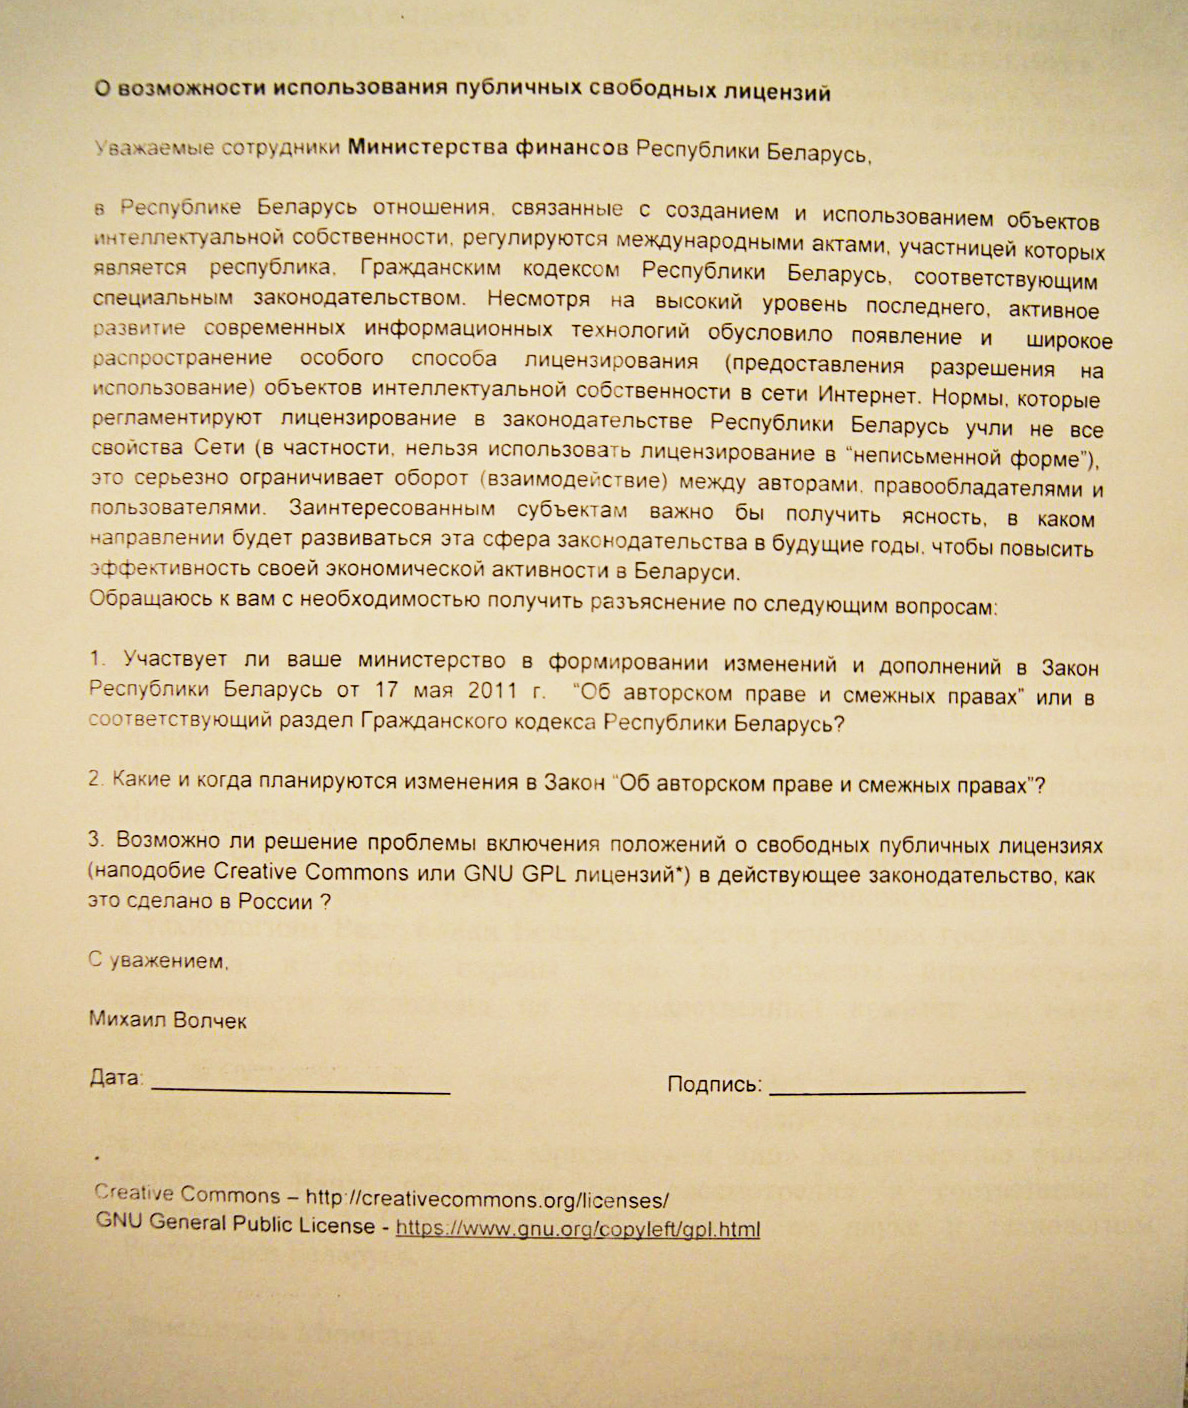 О возможности использования публичных свободных лицензий
Уважаемые сотрудники Министерства финансов Республики Беларусь,
в Республике Беларусь отношения, связанные с созданием и использованием объектов
интеллектуальной собственности, регулируются международными актами, участницей которых
является республика, Гражданским кодексом Республики Беларусь, соответствующим
специальным законодательством. Несмотря на высокий уровень последнего, активное
развитие современных информационных технологий обусловило появление и широкое
распространение особого способа лицензирования (предоставления разрешения на
использование) объектов интеллектуальной собственности в сети Интернет. Нормы, которые
регламентируют лицензирование в законодательстве Республики Беларусь учли не все
свойства Сети (в частности, нельзя использовать лицензирование в “неписьменной форме”),
это серьезно ограничивает оборот (взаимодействие) между авторами, правообладателями и
пользователями. Заинтересованным субъектам важно бы получить ясность, в каком
направлении будет развиваться эта сфера законодательства в будущие годы, чтобы повысить
эффективность своей экономической активности в Беларуси.
Обращаюсь к вам с необходимостью получить разъяснение по следующим вопросам:
1. Участвует ли ваше министерство в формировании изменений и дополнений в Закон
Республики Беларусь от 17 мая 2011 г. “Об авторском праве и смежных правах” или в
соответствующий раздел Гражданского кодекса Республики Беларусь?
2. Какие и когда планируются изменения в Закон “Об авторском праве и смежных правах”?
3. Возможно ли решение проблемы включения положений о свободных публичных лицензиях
(наподобие Creative Commons или GNU GPL лицензий*) в действующее законодательство, как
это сделано в России ?
С уважением,
Михаил Волчек
Дата: Подпись:
Creative Commons – http://creativecommons.org/licenses/
GNU General Public License - https://www.gnu.org/copyleft/gpl.html